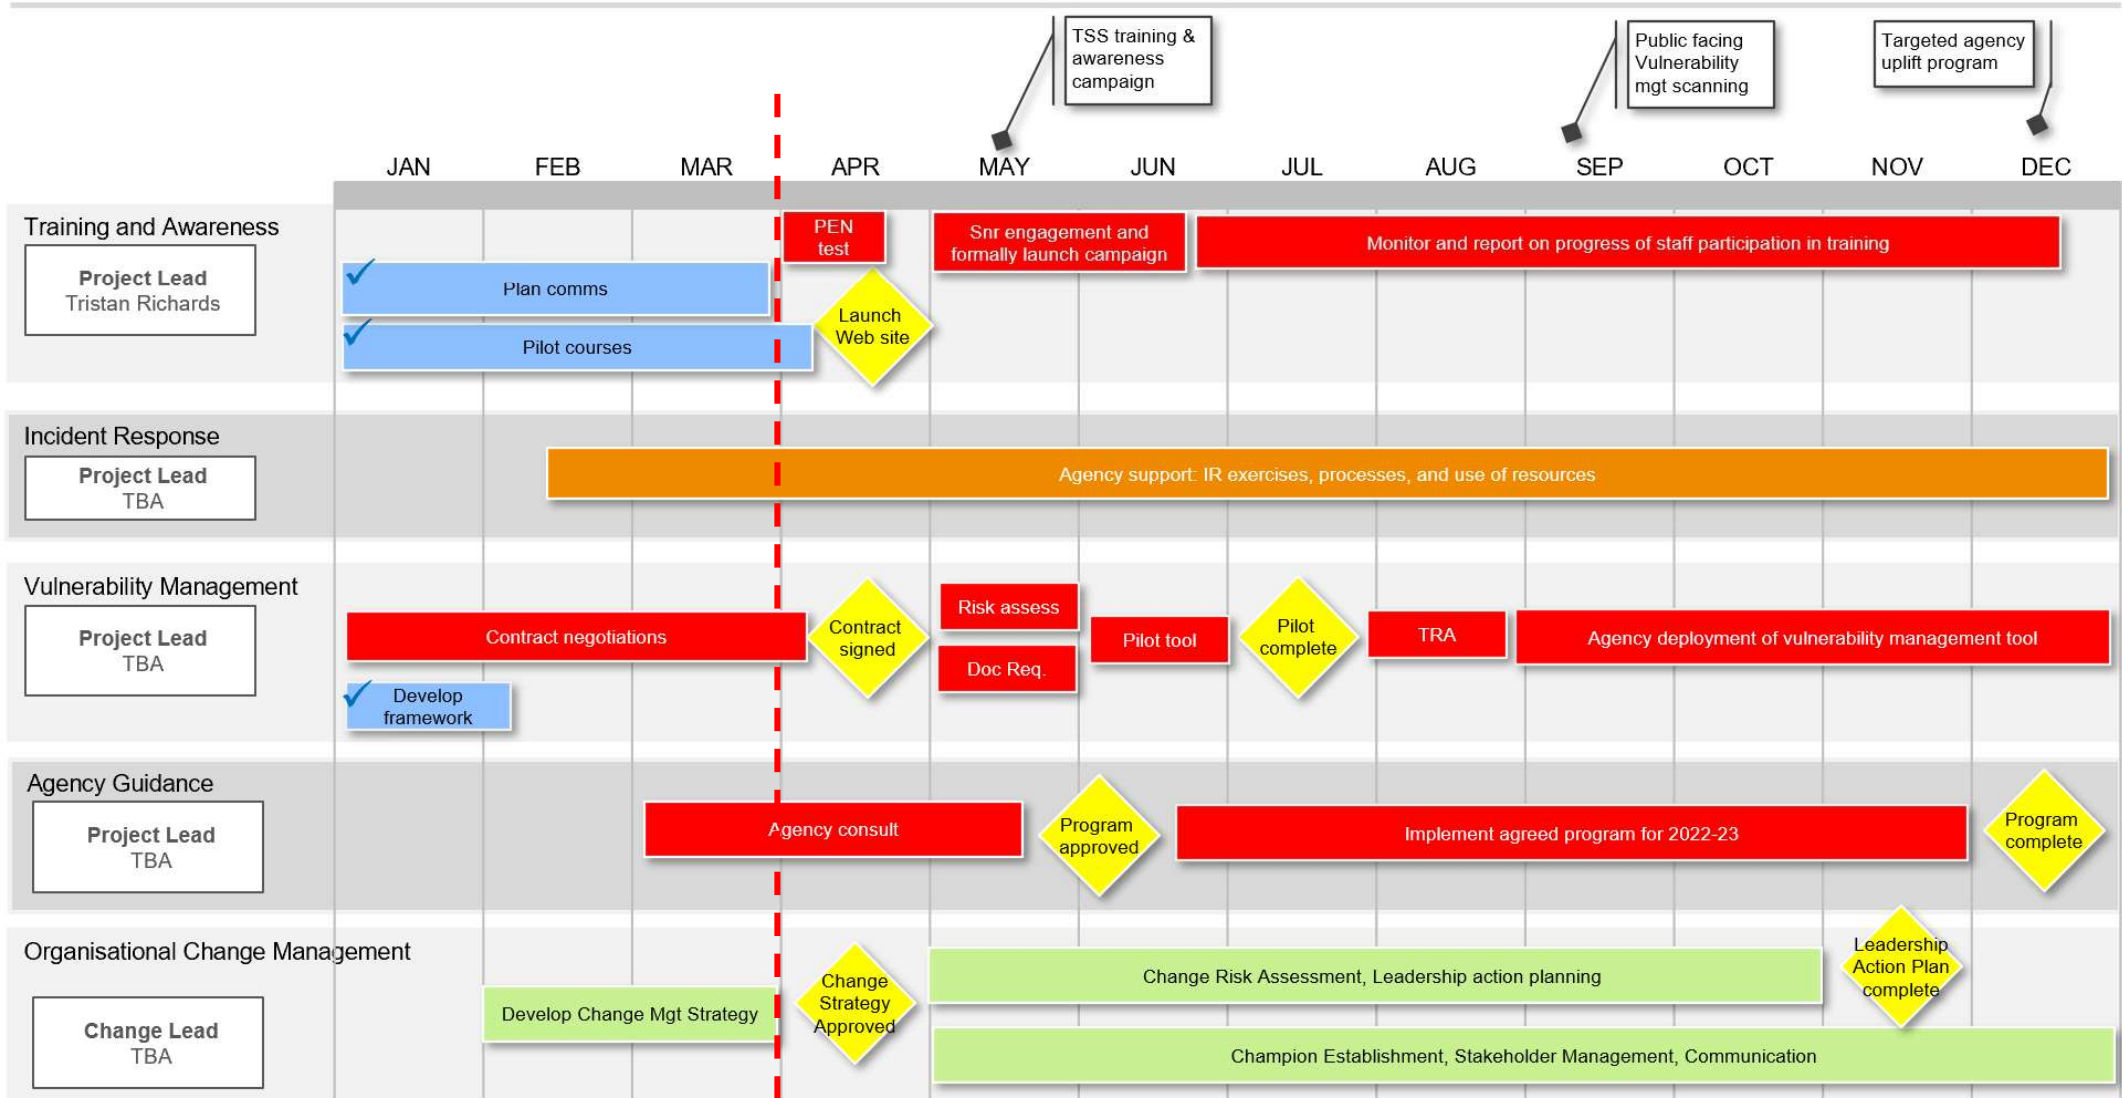 TSS training &
awareness
campaign
Public facing
Vulnerability
mgt scanning
Targeted agency
uplift program
JAN FEB MAR APR MAY JUN JUL AUG SEP OCT NOV DEC
Training and Awareness
Project Lead
Tristan Richards
Plan comms
Pilot courses
PEN
test
Launch
Web site
Snr engagement and
formally launch campaign
Monitor and report on progress of staff participation in training
Incident Response
Project Lead
TBA
Agency support: IR exercises, processes, and use of resources
Vulnerability Management
Project Lead
TBA
Contract negotiations
Develop
framework
Contract
signed
Risk assess
Doc Req.
Pilot tool
Pilot
complete
TRA
Agency deployment of vulnerability management tool
Agency Guidance
Project Lead
TBA
Agency consult
Program
approved
Implement agreed program for 2022-23
Program
complete
Organisational Change Management
Change Lead
TBA
Develop Change Mgt Strategy
Change
Strategy
Approved
Change Risk Assessment, Leadership action planning
Leadership
Action Plan
complete
Champion Establishment, Stakeholder Management, Communication